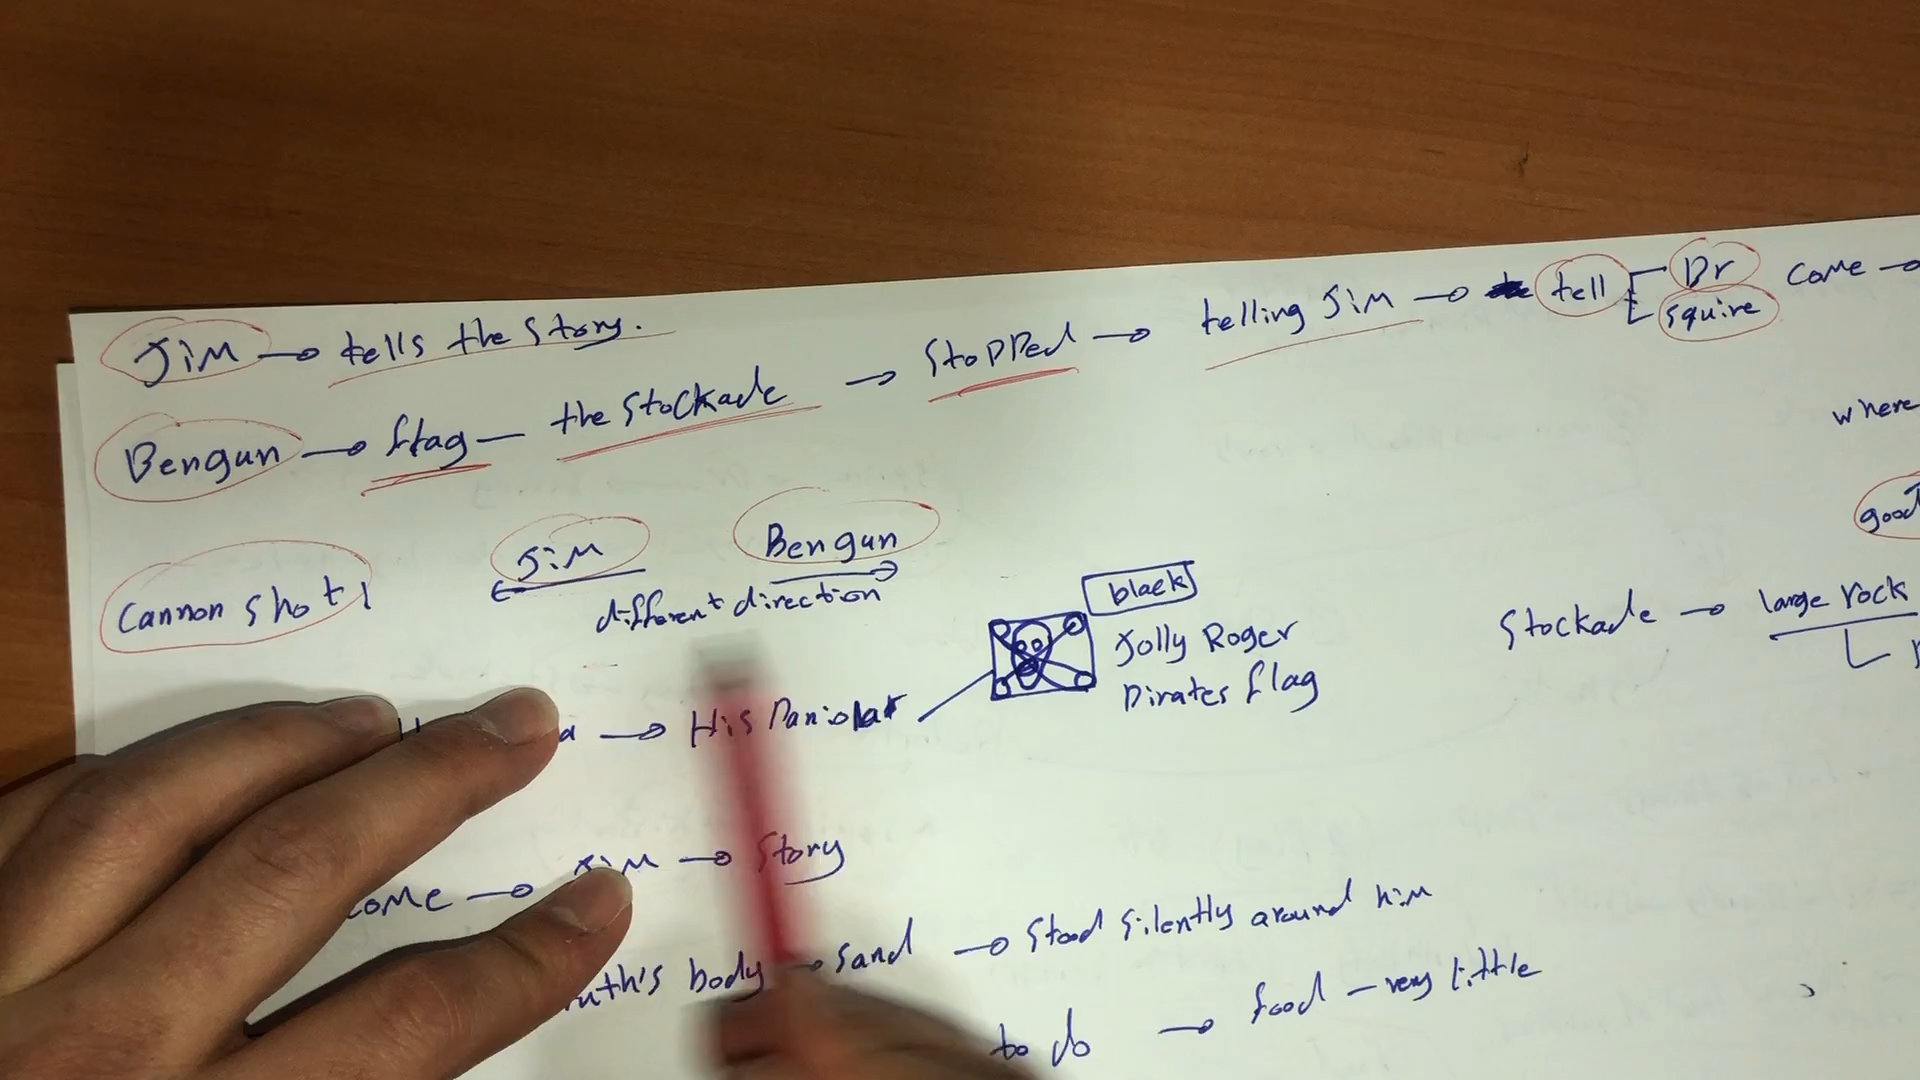 Jim → tells the story.
Bengun → flag — the stockade → stopped → telling Jim → tell Dr squire come →
where
good
Cannon shot!
Jim Bengun
different direction
black
Jolly Roger
Pirates flag
Stockade → large rock
a → Hispaniolar
come → Jim → story
uth's body → sand → stood silently around him
to do → food – very little